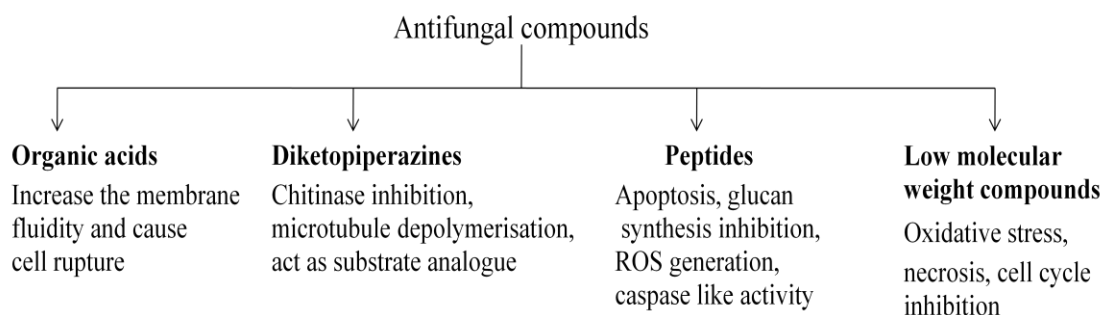 Antifungal compounds
Organic acids
Increase the membrane
fluidity and cause
cell rupture
Diketopiperazines
Chitinase inhibition,
microtubule depolymerisation,
act as substrate analogue
Peptides
Apoptosis, glucan
synthesis inhibition,
ROS generation,
caspase like activity
Low molecular
weight compounds
Oxidative stress,
necrosis, cell cycle
inhibition